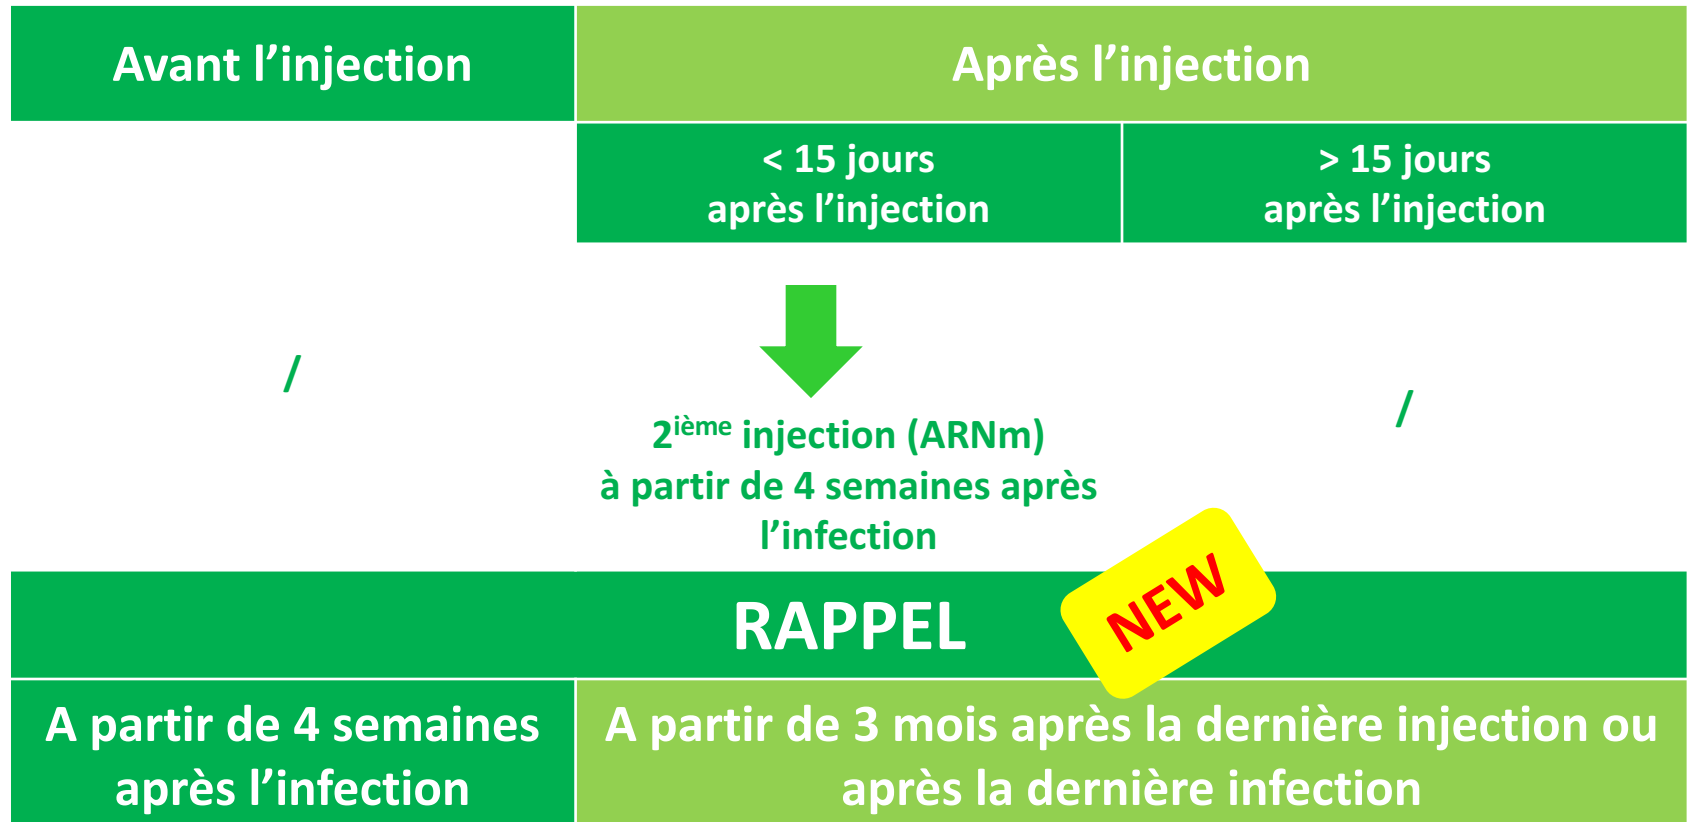 Avant l’injection
Après l’injection
< 15 jours
après l’injection
> 15 jours
après l’injection
/
2ième injection (ARNm)
à partir de 4 semaines après
l’infection
/
RAPPEL
NEW
A partir de 4 semaines
après l’infection
A partir de 3 mois après la dernière injection ou
après la dernière infection